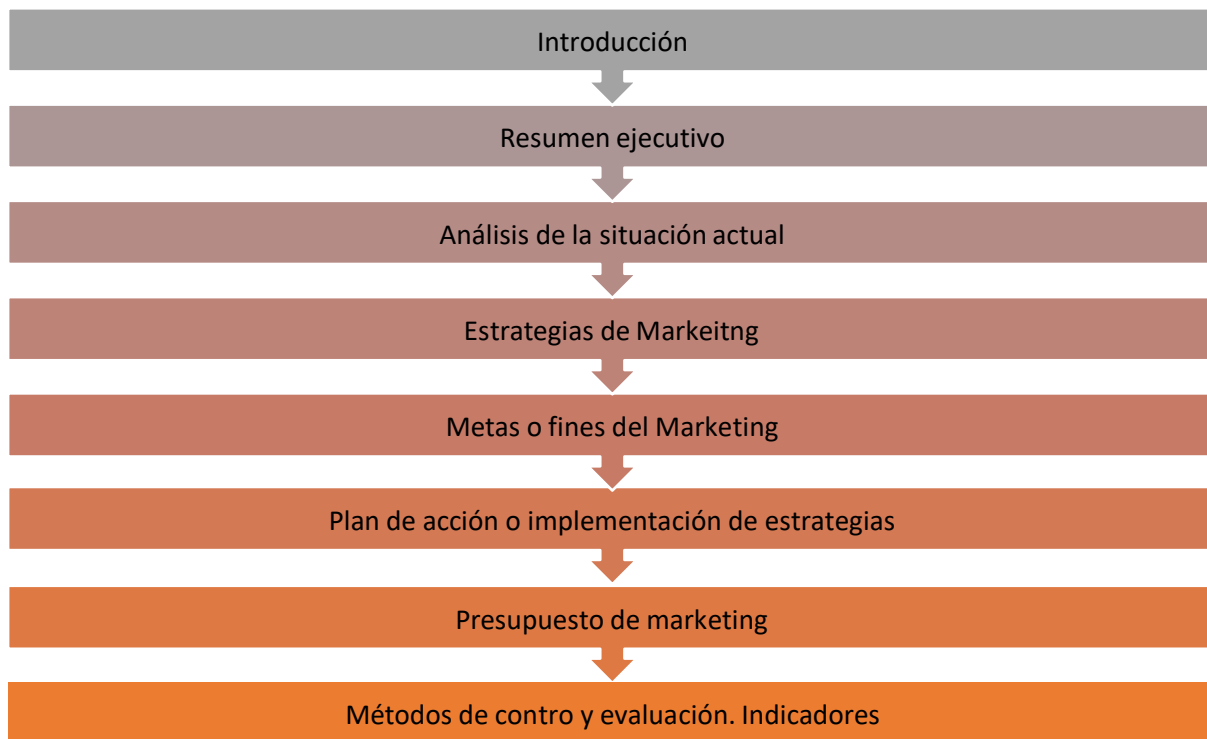 Introducción
Resumen ejecutivo
Análisis de la situación actual
Estrategias de Markeitng
Metas o fines del Marketing
Plan de acción o implementación de estrategias
Presupuesto de marketing
Métodos de contro y evaluación. Indicadores